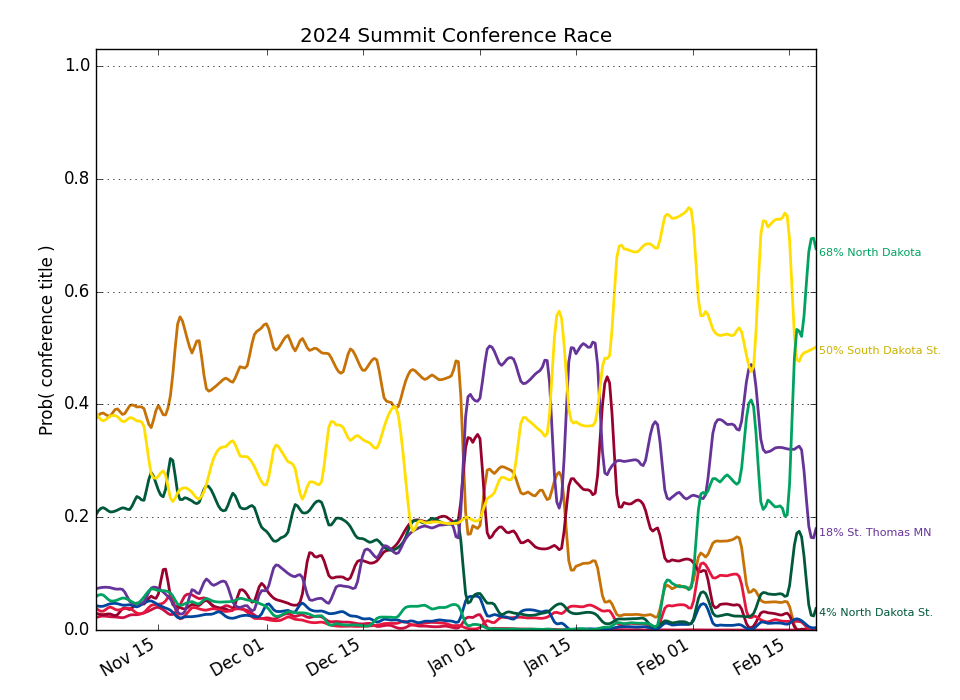 2024 Summit Conference Race
Prob( conference title )
1.0
0.8
0.6
0.4
0.2
0.0
Nov 15
Dec 01
Dec 15
Jan 01
Jan 15
Feb 01
Feb 15
68% North Dakota
50% South Dakota St.
18% St. Thomas MN
4% North Dakota St.